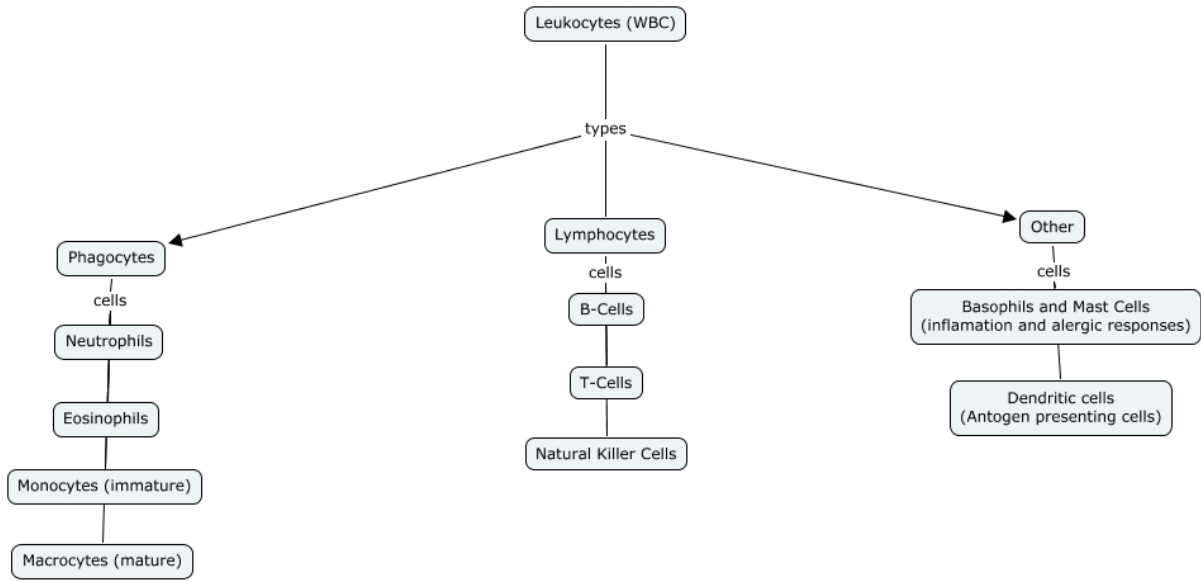 Leukocytes (WBC)
types
Phagocytes
cells
Neutrophils
Eosinophils
Monocytes (immature)
Macrocytes (mature)
Lymphocytes
cells
B-Cells
T-Cells
Natural Killer Cells
Other
cells
Basophils and Mast Cells
(inflamation and alergic responses)
Dendritic cells
(Antogen presenting cells)